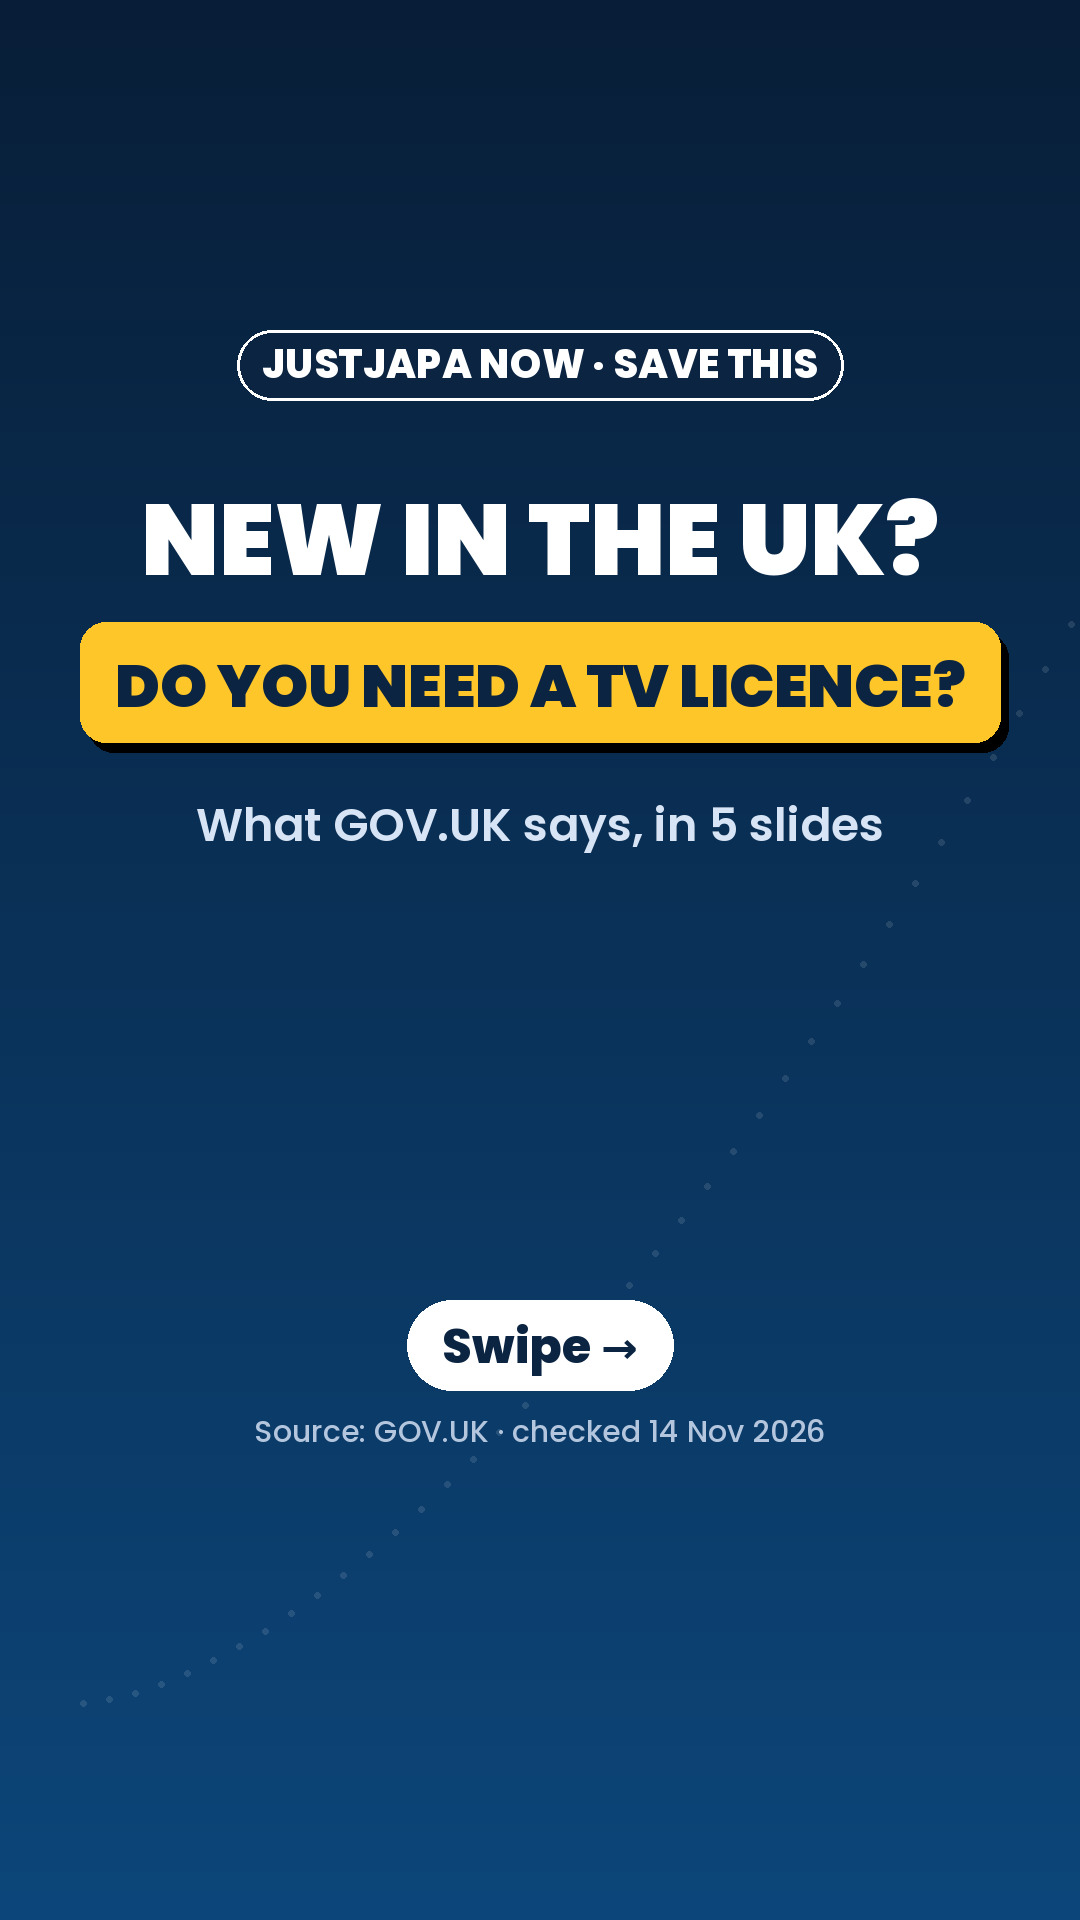 JUSTJAPA NOW · SAVE THIS
NEW IN THE UK?
DO YOU NEED A TV LICENCE?
What GOV.UK says, in 5 slides
Swipe →
Source: GOV.UK · checked 14 Nov 2026